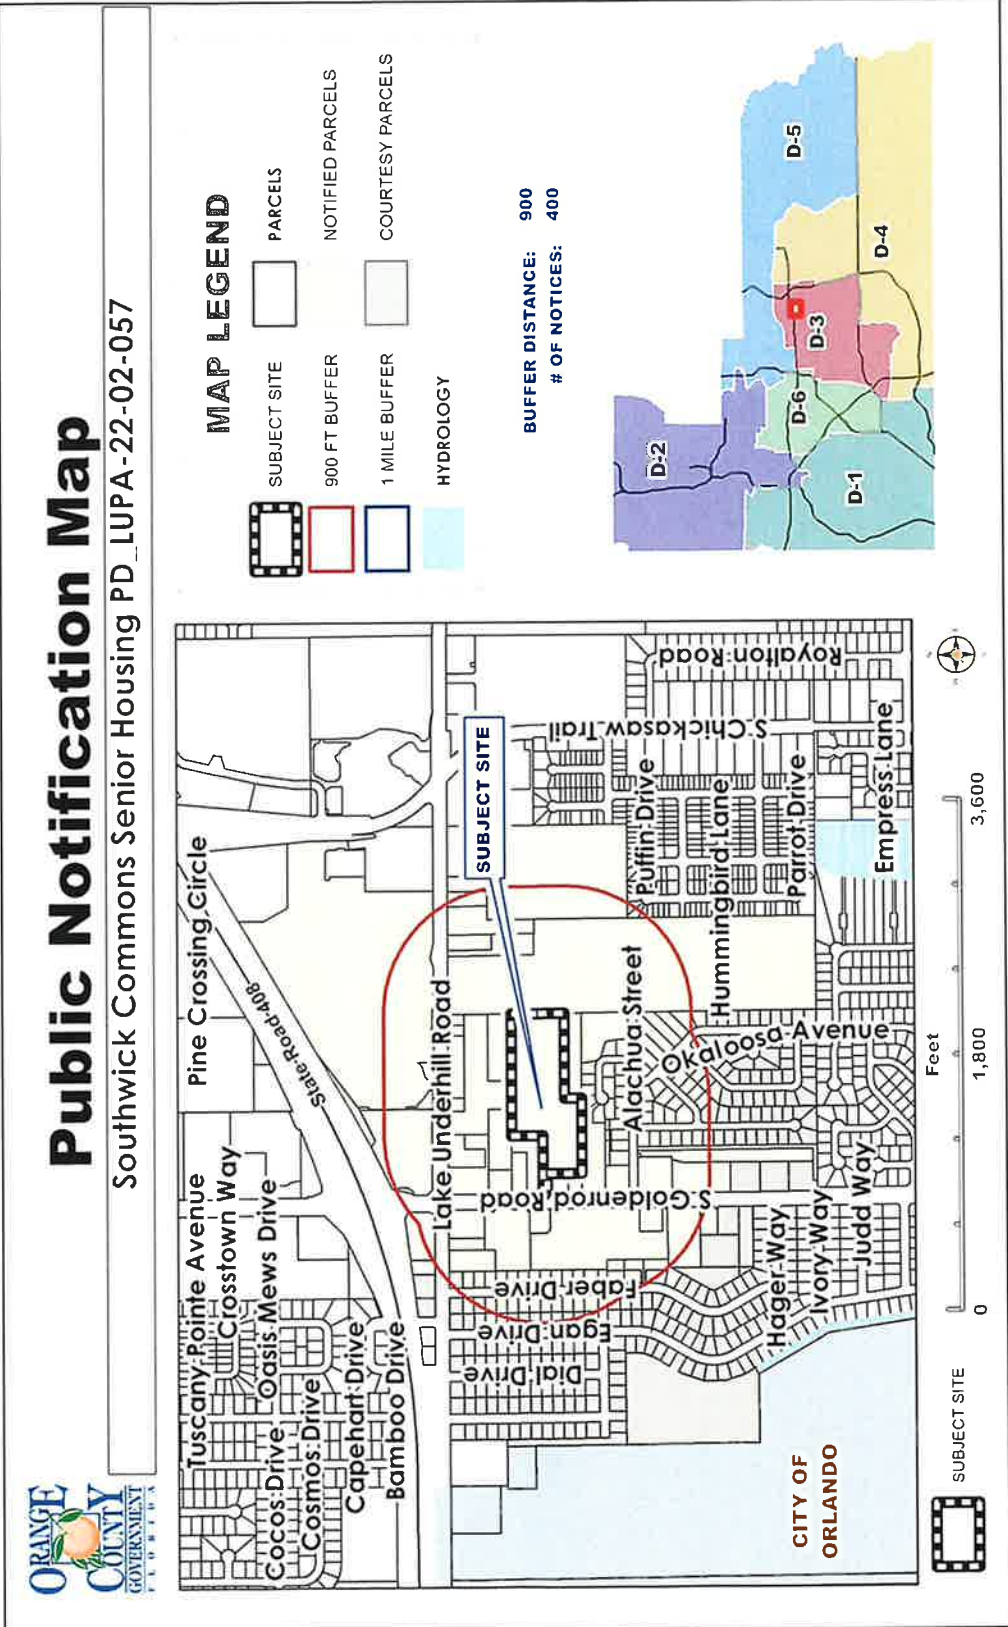 ORANGE
COUNTY
GOVERNMENT
FLORIDA
Public Notification Map
Southwick Commons Senior Housing PD_LUPA-22-02-057
Tuscany Pointe Avenue
Crosstown Way
Oasis Mews Drive
Cocos Drive
Cosmos Drive
Capehart Drive
Bamboo Drive
Pine Crossing Circle
State Road 408
Lake Underhill Road
SUBJECT SITE
Dial Drive
Egan Drive
Faber Drive
S Goldenrod Road
Alachua Street
Okaloosa Avenue
Puffin Drive
Hummingbird Lane
Parrot Drive
S Chickasaw Trail
Royalton Road
Empress Lane
Hager Way
Ivory Way
Judd Way
CITY OF
ORLANDO
MAP LEGEND
SUBJECT SITE
PARCELS
900 FT BUFFER
NOTIFIED PARCELS
1 MILE BUFFER
COURTESY PARCELS
HYDROLOGY
BUFFER DISTANCE: 900
# OF NOTICES: 400
D-2
D-5
D-6
D-3
D-4
D-1
SUBJECT SITE
Feet
0 1,800 3,600